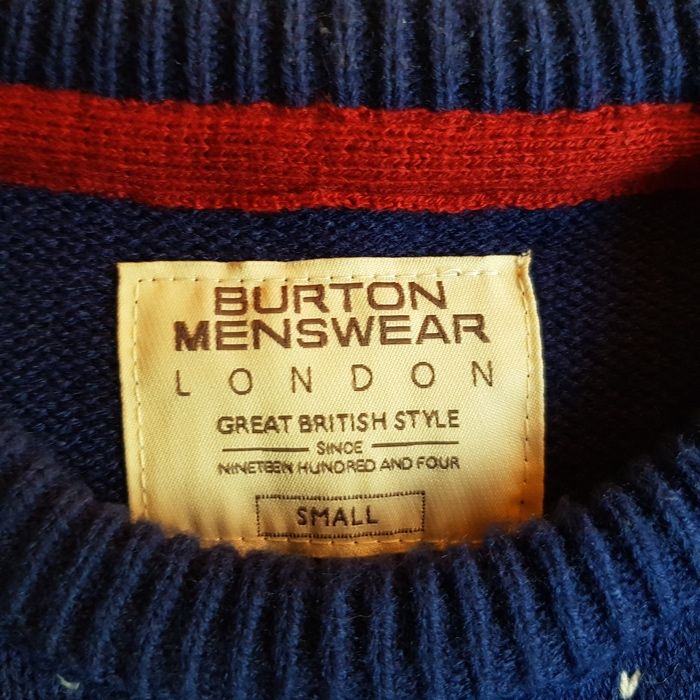 BURTON
MENSWEAR
LONDON
GREAT BRITISH STYLE
SINCE
NINETEEN HUNDRED AND FOUR
SMALL